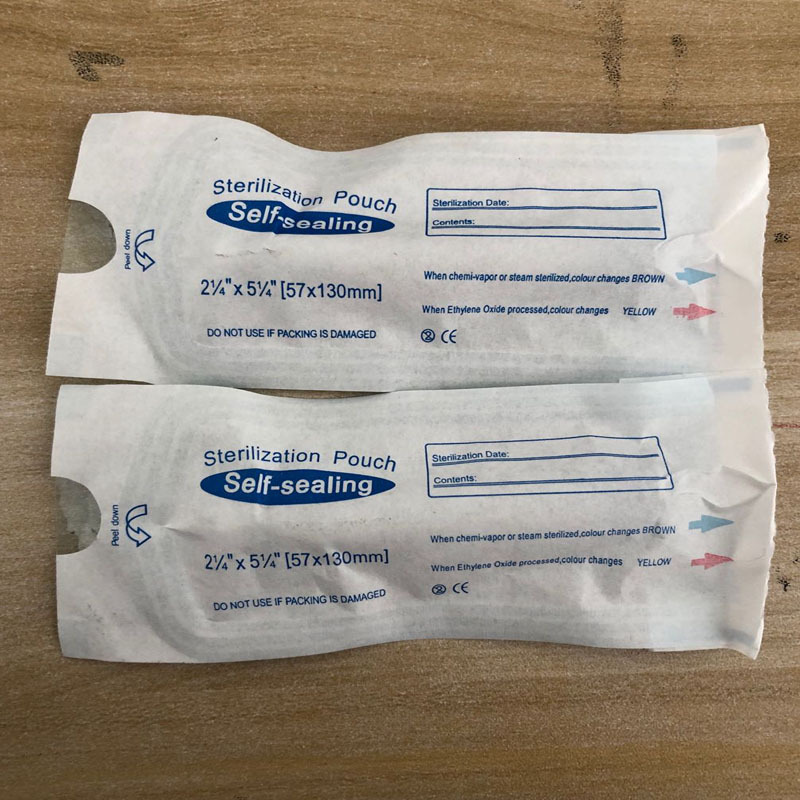 Sterilization Pouch
Self-sealing
2¼" x 5¼" [57x130mm]
DO NOT USE IF PACKING IS DAMAGED
Peel down
Sterilization Date:
Contents:
When chemi-vapor or steam sterilized,colour changes BROWN
When Ethylene Oxide processed,colour changes YELLOW
2 CE
Sterilization Pouch
Self-sealing
2¼" x 5¼" [57x130mm]
DO NOT USE IF PACKING IS DAMAGED
Peel down
Sterilization Date:
Contents:
When chemi-vapor or steam sterilized,colour changes BROWN
When Ethylene Oxide processed,colour changes YELLOW
2 CE